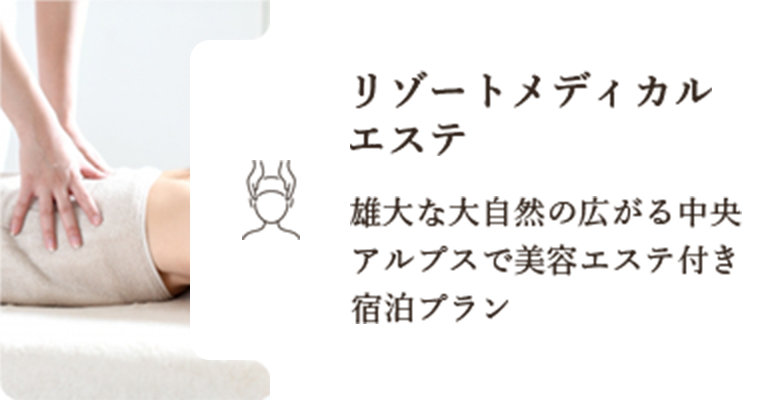 リゾートメディカル
エステ
雄大な大自然の広がる中央
アルプスで美容エステ付き
宿泊プラン